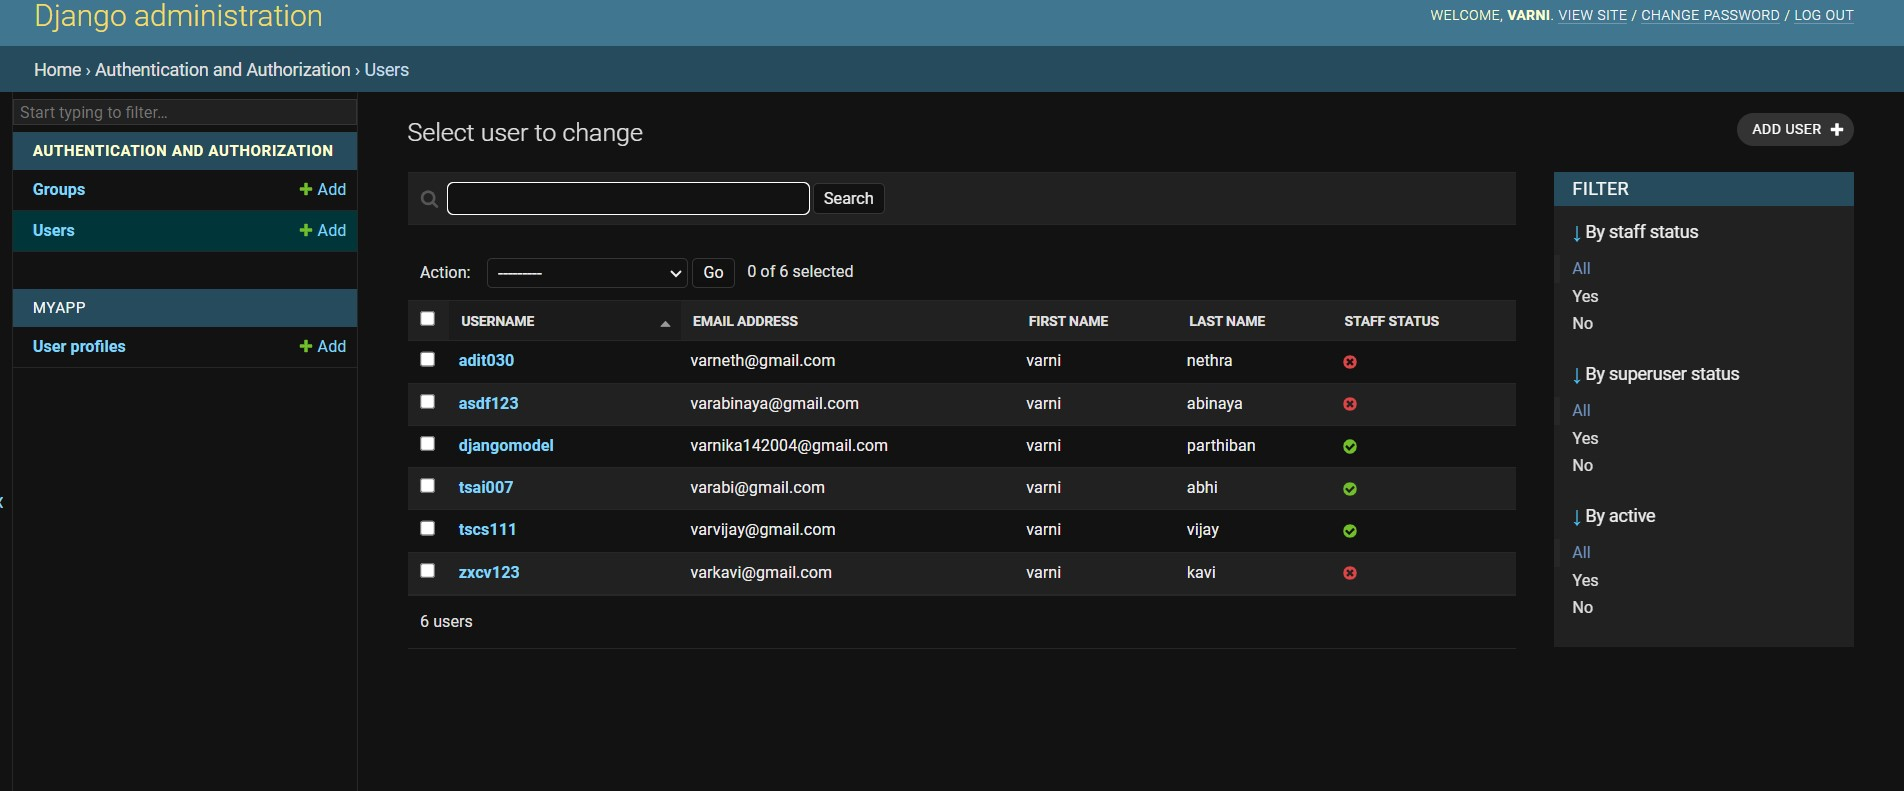 Django administration
WELCOME, VARNI. VIEW SITE / CHANGE PASSWORD / LOG OUT
Home › Authentication and Authorization › Users
Start typing to filter...
AUTHENTICATION AND AUTHORIZATION
Groups + Add
Users + Add
MYAPP
User profiles + Add
Select user to change
ADD USER +
Search
Action: --------- Go 0 of 6 selected
USERNAME EMAIL ADDRESS FIRST NAME LAST NAME STAFF STATUS
adit030 varneth@gmail.com varni nethra
asdf123 varabinaya@gmail.com varni abinaya
djangomodel varnika142004@gmail.com varni parthiban
tsai007 varabi@gmail.com varni abhi
tscs111 varvijay@gmail.com varni vijay
zxcv123 varkavi@gmail.com varni kavi
6 users
FILTER
↓ By staff status
All
Yes
No
↓ By superuser status
All
Yes
No
↓ By active
All
Yes
No